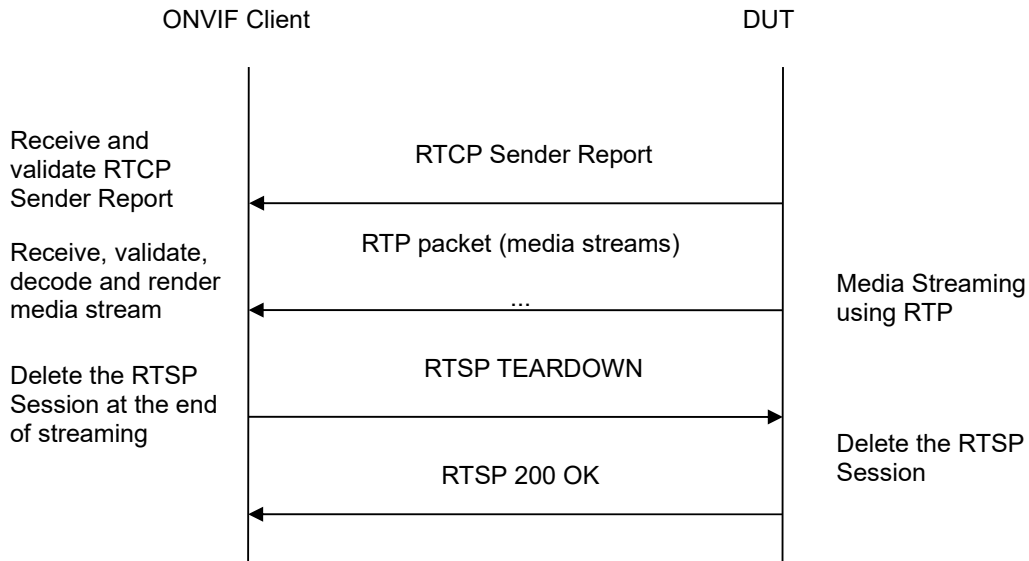 ONVIF Client
DUT
Receive and
validate RTCP
Sender Report
RTCP Sender Report
Receive, validate,
decode and render
media stream
RTP packet (media streams)
...
Media Streaming
using RTP
Delete the RTSP
Session at the end
of streaming
RTSP TEARDOWN
Delete the RTSP
Session
RTSP 200 OK